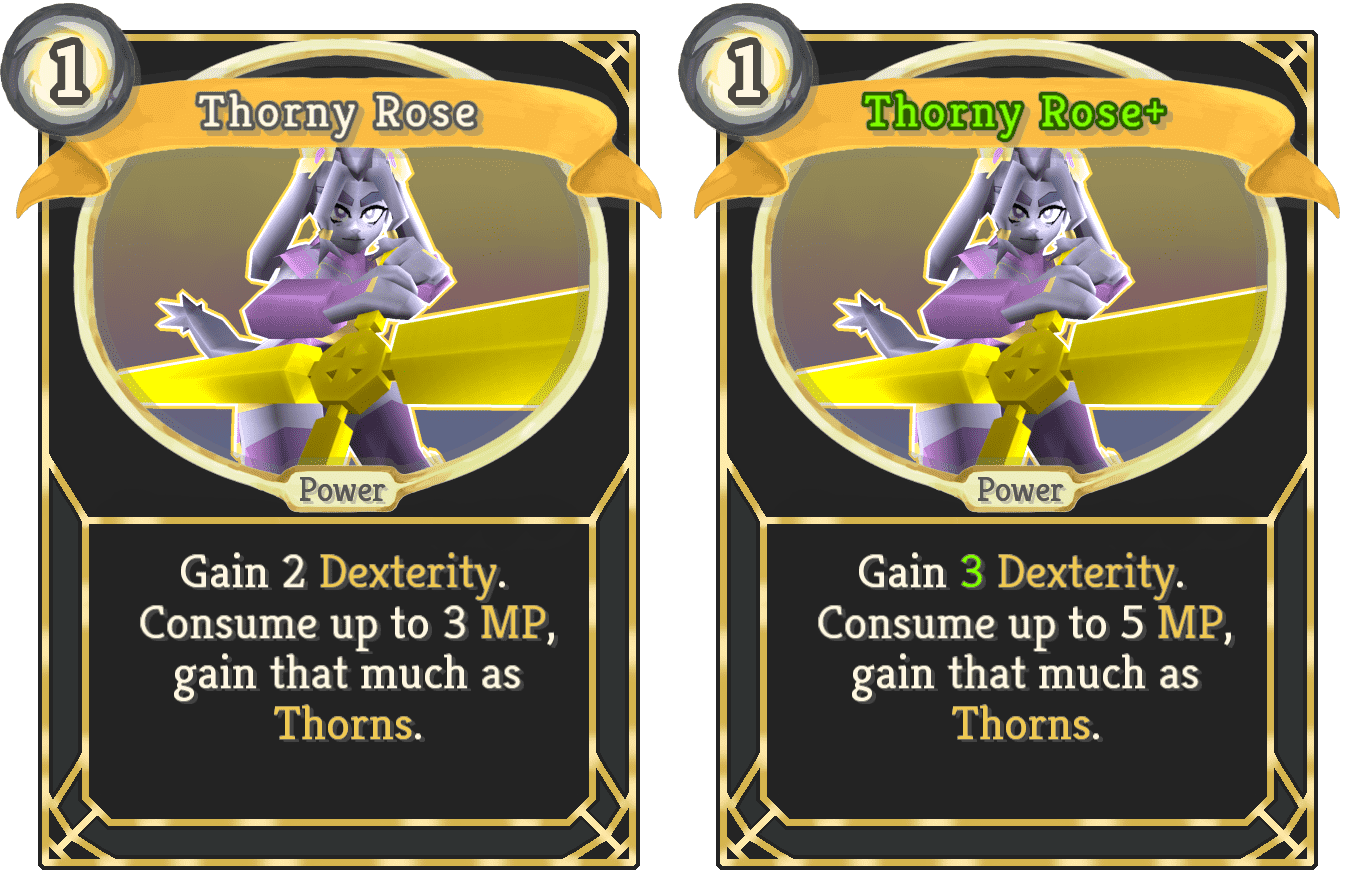 1
Thorny Rose
Power
Gain 2 Dexterity.
Consume up to 3 MP,
gain that much as
Thorns.
1
Thorny Rose+
Power
Gain 3 Dexterity.
Consume up to 5 MP,
gain that much as
Thorns.